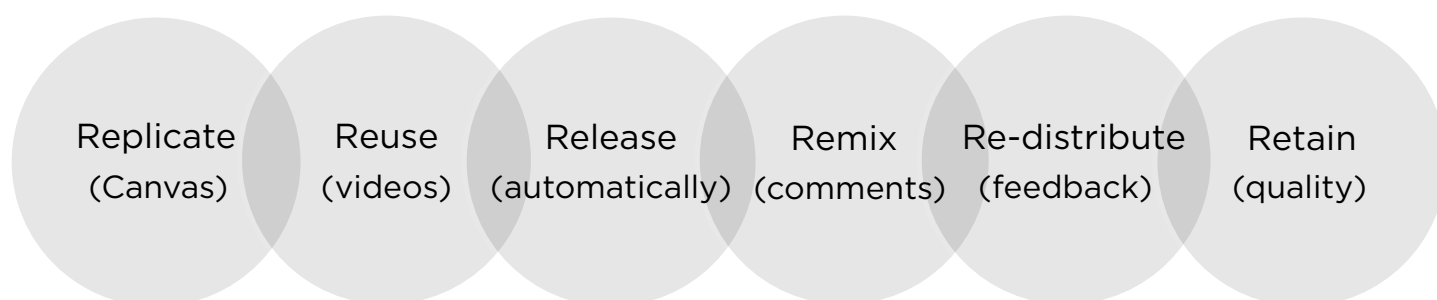 Replicate
(Canvas)
Reuse
(videos)
Release
(automatically)
Remix
(comments)
Re-distribute
(feedback)
Retain
(quality)